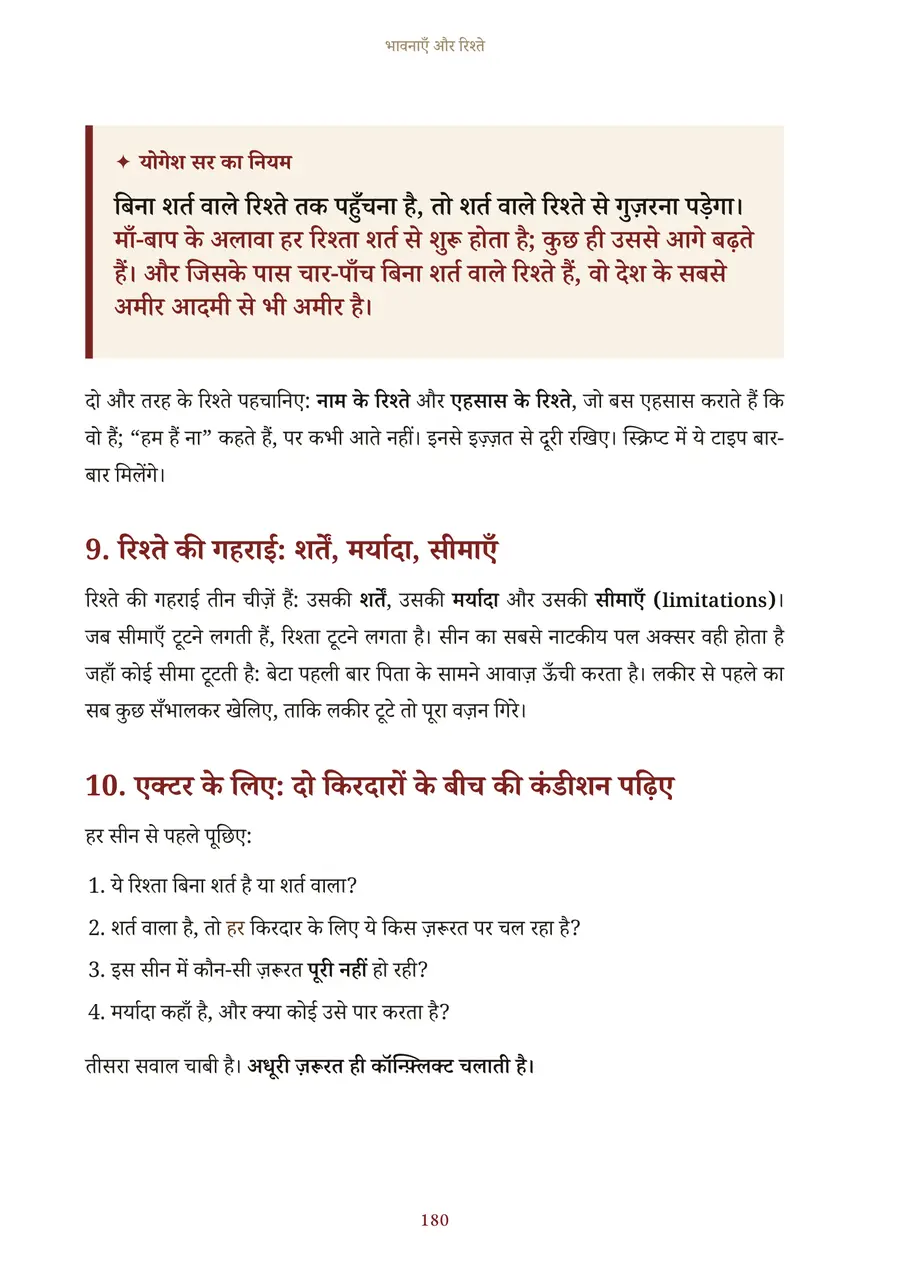 भावनाएँ और रिश्ते
✦ योगेश सर का नियम
बिना शर्त वाले रिश्ते तक पहुँचना है, तो शर्त वाले रिश्ते से गुज़रना पड़ेगा।
माँ-बाप के अलावा हर रिश्ता शर्त से शुरू होता है; कुछ ही उससे आगे बढ़ते
हैं। और जिसके पास चार-पाँच बिना शर्त वाले रिश्ते हैं, वो देश के सबसे
अमीर आदमी से भी अमीर है।
दो और तरह के रिश्ते पहचानिए: नाम के रिश्ते और एहसास के रिश्ते, जो बस एहसास कराते हैं कि
वो हैं; “हम हैं ना” कहते हैं, पर कभी आते नहीं। इनसे इज़्ज़त से दूरी रखिए। स्क्रिप्ट में ये टाइप बार-
बार मिलेंगे।
9. रिश्ते की गहराई: शर्तें, मर्यादा, सीमाएँ
रिश्ते की गहराई तीन चीज़ें हैं: उसकी शर्तें, उसकी मर्यादा और उसकी सीमाएँ (limitations)।
जब सीमाएँ टूटने लगती हैं, रिश्ता टूटने लगता है। सीन का सबसे नाटकीय पल अक्सर वही होता है
जहाँ कोई सीमा टूटती है: बेटा पहली बार पिता के सामने आवाज़ ऊँची करता है। लकीर से पहले का
सब कुछ सँभालकर खेलिए, ताकि लकीर टूटे तो पूरा वज़न गिरे।
10. एक्टर के लिए: दो किरदारों के बीच की कंडीशन पढ़िए
हर सीन से पहले पूछिए:
1. ये रिश्ता बिना शर्त है या शर्त वाला?
2. शर्त वाला है, तो हर किरदार के लिए ये किस ज़रूरत पर चल रहा है?
3. इस सीन में कौन-सी ज़रूरत पूरी नहीं हो रही?
4. मर्यादा कहाँ है, और क्या कोई उसे पार करता है?
तीसरा सवाल चाबी है। अधूरी ज़रूरत ही कॉन्फ़्लिक्ट चलाती है।
180